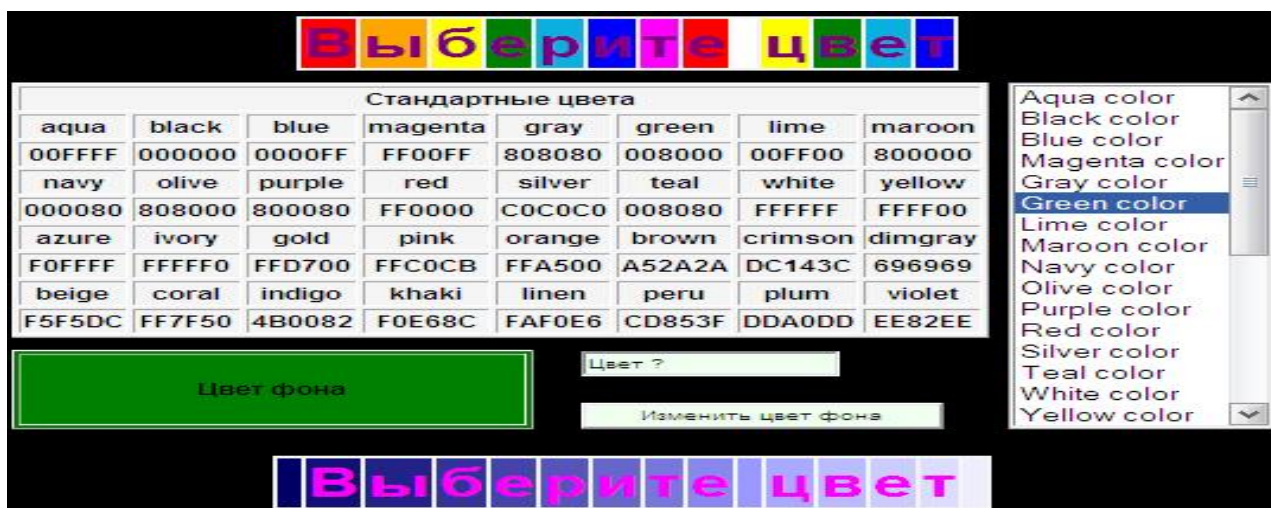 Выберите цвет
Стандартные цвета
aqua black blue magenta gray green lime maroon
00FFFF 000000 0000FF FF00FF 808080 008000 00FF00 800000
navy olive purple red silver teal white yellow
000080 808000 800080 FF0000 C0C0C0 008080 FFFFFF FFFF00
azure ivory gold pink orange brown crimson dimgray
F0FFFF FFFFF0 FFD700 FFC0CB FFA500 A52A2A DC143C 696969
beige coral indigo khaki linen peru plum violet
F5F5DC FF7F50 4B0082 F0E68C FAF0E6 CD853F DDA0DD EE82EE
Aqua color
Black color
Blue color
Magenta color
Gray color
Green color
Lime color
Maroon color
Navy color
Olive color
Purple color
Red color
Silver color
Teal color
White color
Yellow color
Цвет фона
Цвет ?
Изменить цвет фона
Выберите цвет